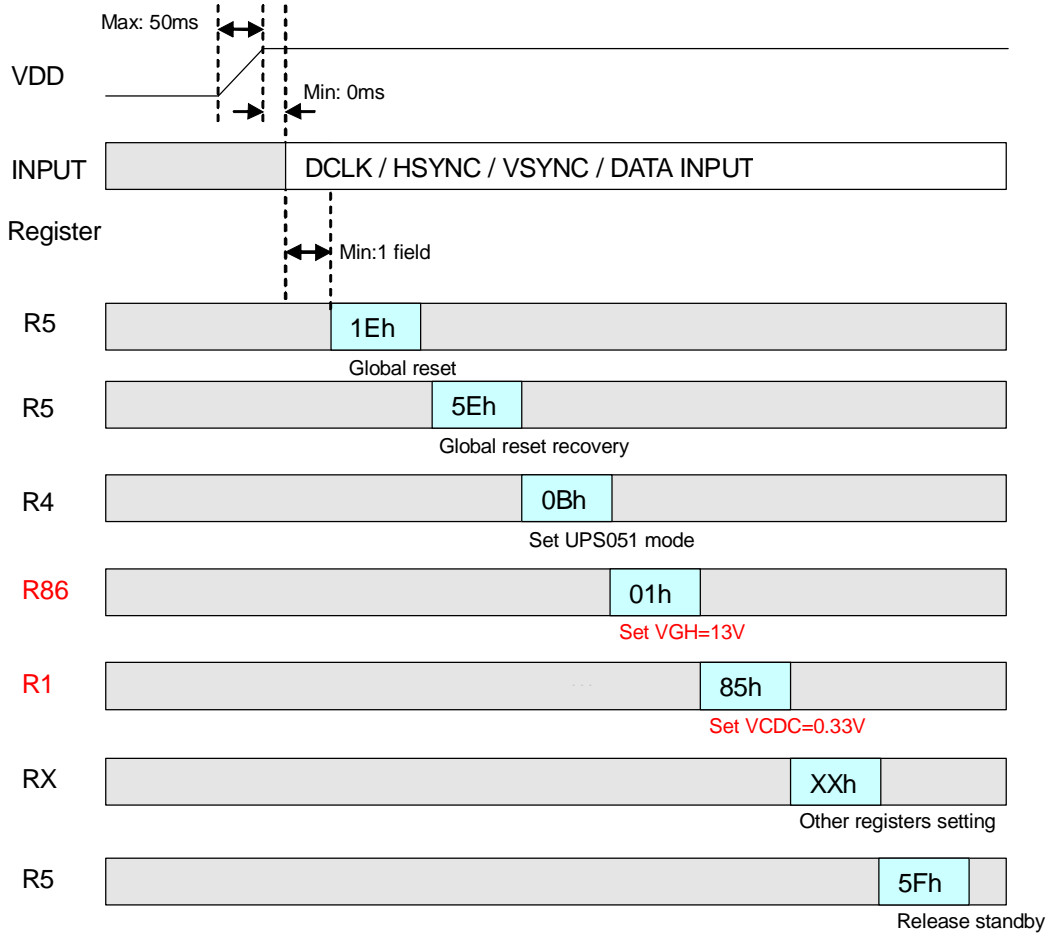 Max: 50ms
VDD
Min: 0ms
INPUT
DCLK / HSYNC / VSYNC / DATA INPUT
Register
Min:1 field
R5
1Eh
Global reset
R5
5Eh
Global reset recovery
R4
0Bh
Set UPS051 mode
R86
01h
Set VGH=13V
R1
...
85h
Set VCDC=0.33V
RX
XXh
Other registers setting
R5
5Fh
Release standby